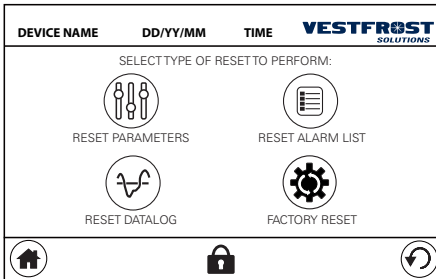 DEVICE NAME DD/YY/MM TIME VESTFROST
SOLUTIONS
SELECT TYPE OF RESET TO PERFORM:
RESET PARAMETERS RESET ALARM LIST
RESET DATALOG FACTORY RESET